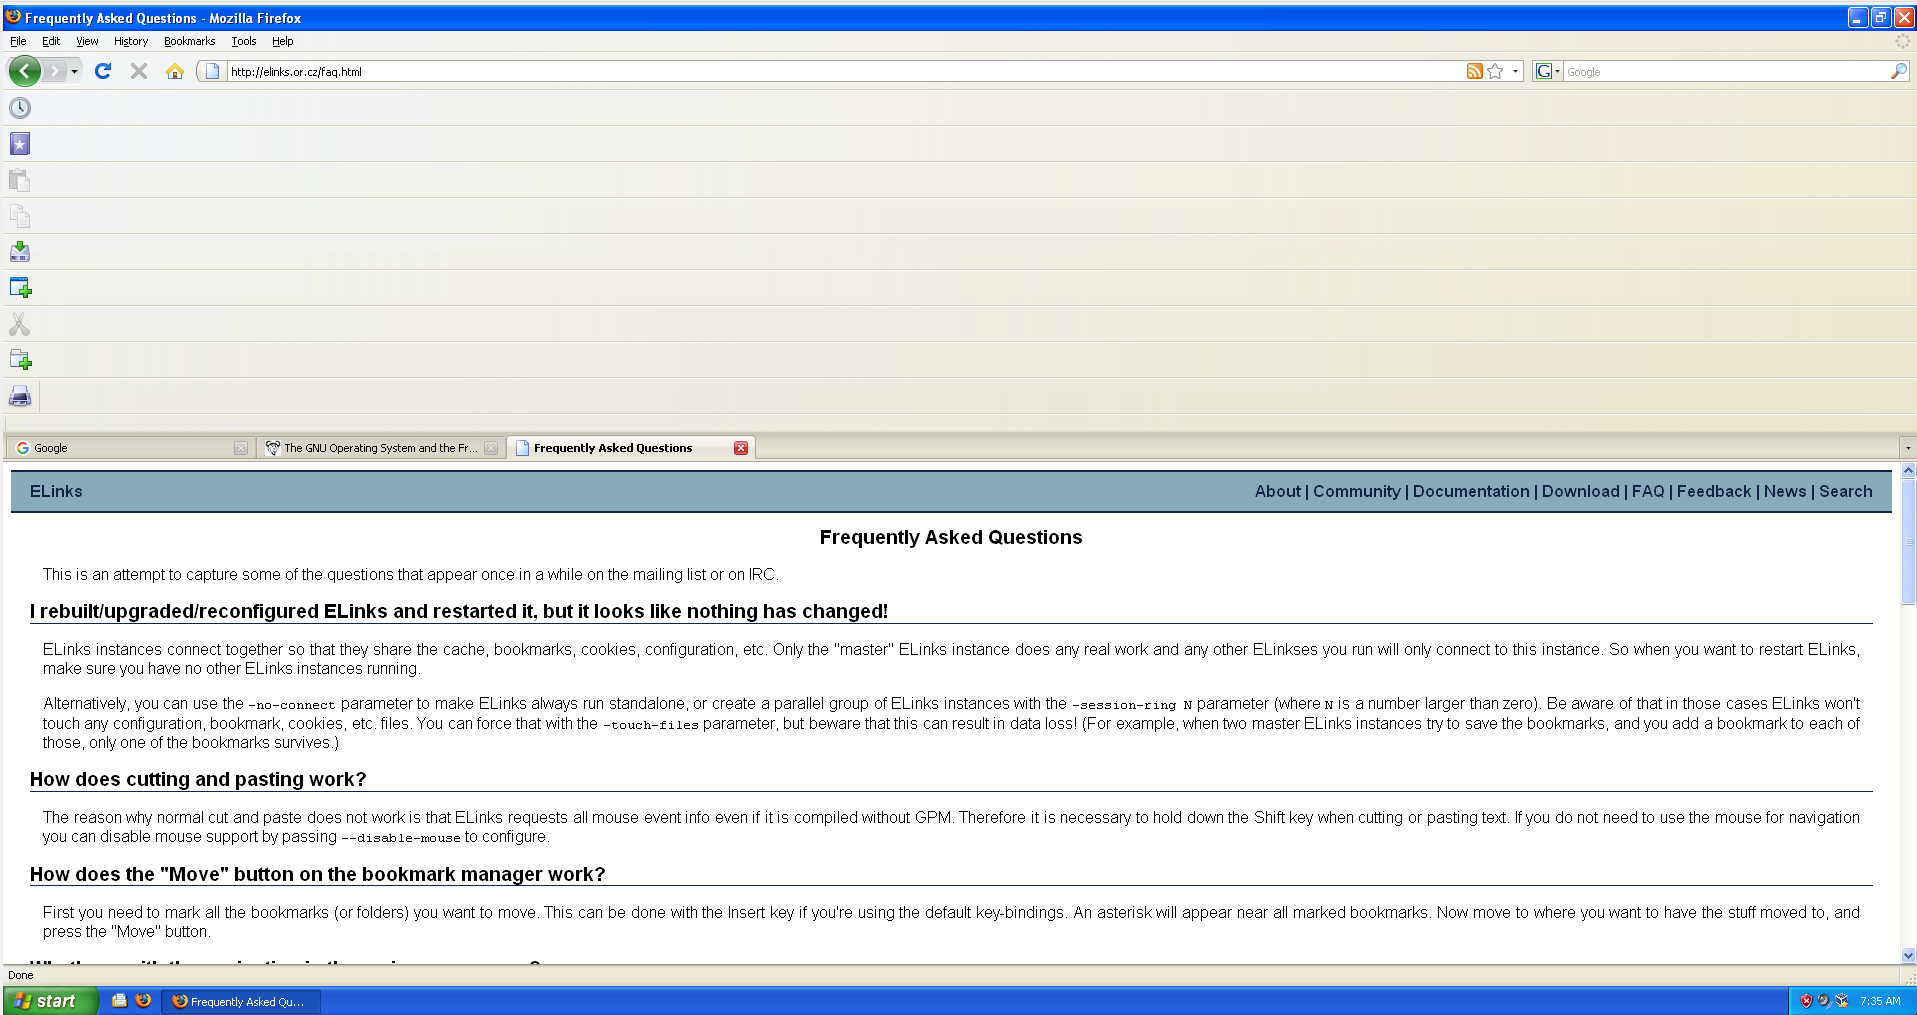 Frequently Asked Questions - Mozilla Firefox
File Edit View History Bookmarks Tools Help
http://elinks.or.cz/faq.html
G Google
Google
The GNU Operating System and the Fr...
Frequently Asked Questions
ELinks
About | Community | Documentation | Download | FAQ | Feedback | News | Search
Frequently Asked Questions
This is an attempt to capture some of the questions that appear once in a while on the mailing list or on IRC.
I rebuilt/upgraded/reconfigured ELinks and restarted it, but it looks like nothing has changed!
ELinks instances connect together so that they share the cache, bookmarks, cookies, configuration, etc. Only the "master" ELinks instance does any real work and any other ELinkses you run will only connect to this instance. So when you want to restart ELinks,
make sure you have no other ELinks instances running.
Alternatively, you can use the -no-connect parameter to make ELinks always run standalone, or create a parallel group of ELinks instances with the -session-ring N parameter (where N is a number larger than zero). Be aware of that in those cases ELinks won't
touch any configuration, bookmark, cookies, etc. files. You can force that with the -touch-files parameter, but beware that this can result in data loss! (For example, when two master ELinks instances try to save the bookmarks, and you add a bookmark to each of
those, only one of the bookmarks survives.)
How does cutting and pasting work?
The reason why normal cut and paste does not work is that ELinks requests all mouse event info even if it is compiled without GPM. Therefore it is necessary to hold down the Shift key when cutting or pasting text. If you do not need to use the mouse for navigation
you can disable mouse support by passing --disable-mouse to configure.
How does the "Move" button on the bookmark manager work?
First you need to mark all the bookmarks (or folders) you want to move. This can be done with the Insert key if you're using the default key-bindings. An asterisk will appear near all marked bookmarks. Now move to where you want to have the stuff moved to, and
press the "Move" button.
Done
start
Frequently Asked Qu...
7:35 AM